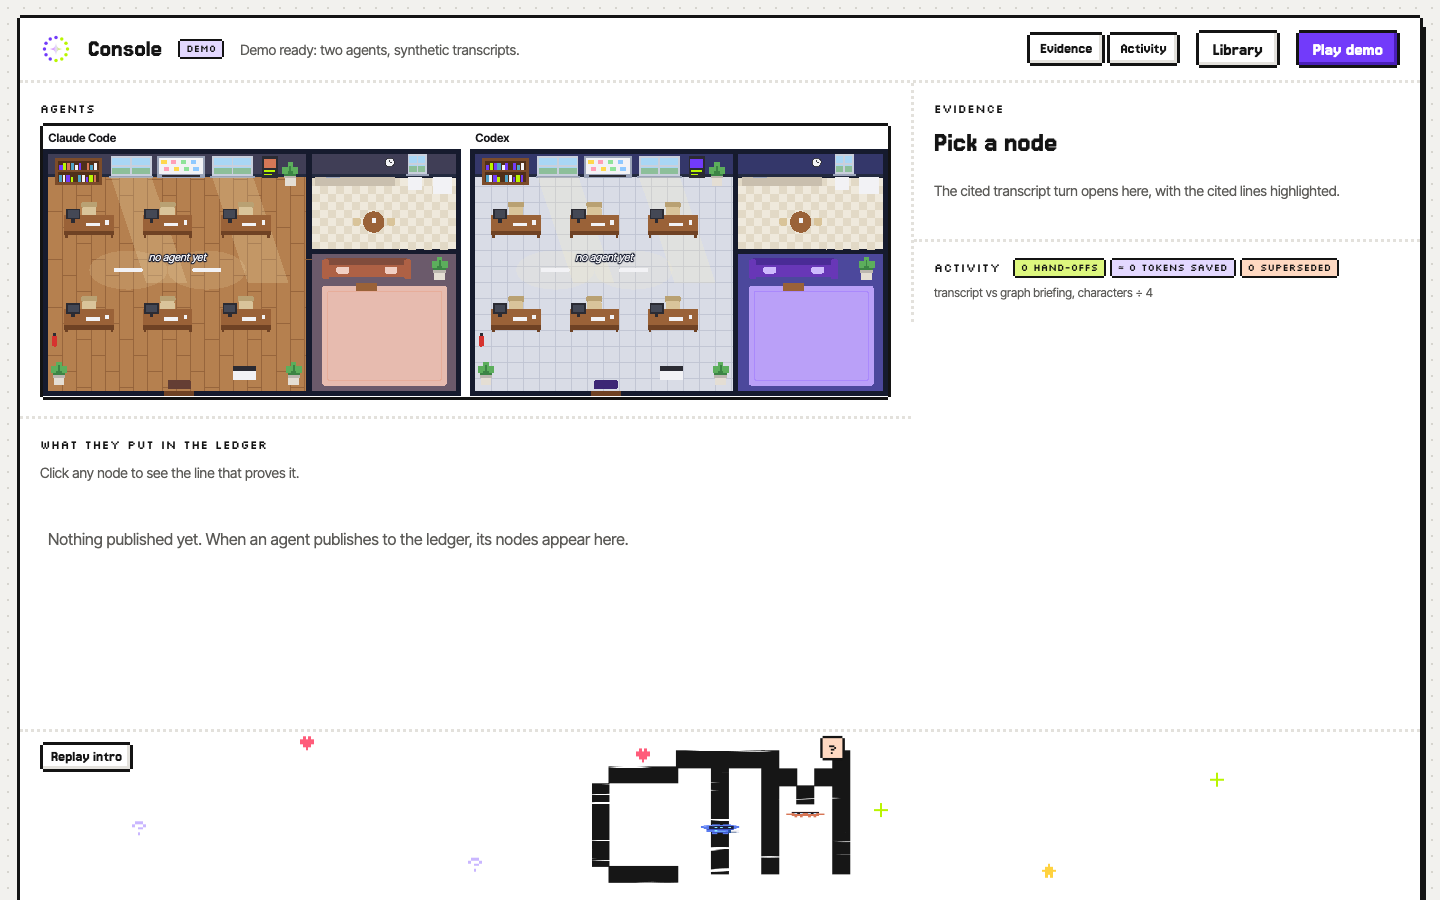 Console
DEMO
Demo ready: two agents, synthetic transcripts.
Evidence
Activity
Library
Play demo
AGENTS
Claude Code
Codex
no agent yet
no agent yet
EVIDENCE
Pick a node
The cited transcript turn opens here, with the cited lines highlighted.
ACTIVITY
0 HAND-OFFS
≈ 0 TOKENS SAVED
0 SUPERSEDED
transcript vs graph briefing, characters ÷ 4
WHAT THEY PUT IN THE LEDGER
Click any node to see the line that proves it.
Nothing published yet. When an agent publishes to the ledger, its nodes appear here.
Replay intro
?
CTM